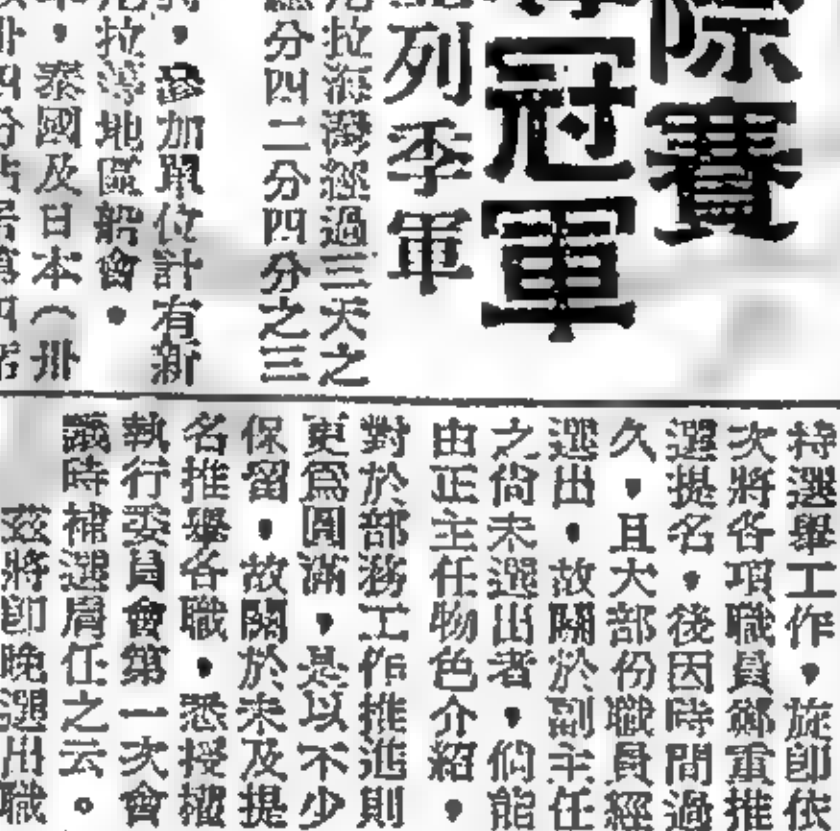 際賽
冠軍
列季軍
拉海灣經過三天之
分四二分四分之三
，參加單位計有新
拉等地區船會。
，泰國及日本（卅
特選舉工作，旋即依
次將各項職員鄭重推
選提名，後因時間過
久，且大部份職員經
選出，故關於副主任
之尚未選出者，倘能
由正主任物色介紹，
對於部務工作推進則
更為圓滿，是以不少
保留，故關於未及提
名推舉各職，悉授權
執行委員會第一次會
議時補選周任之云。
茲將即晚選出職